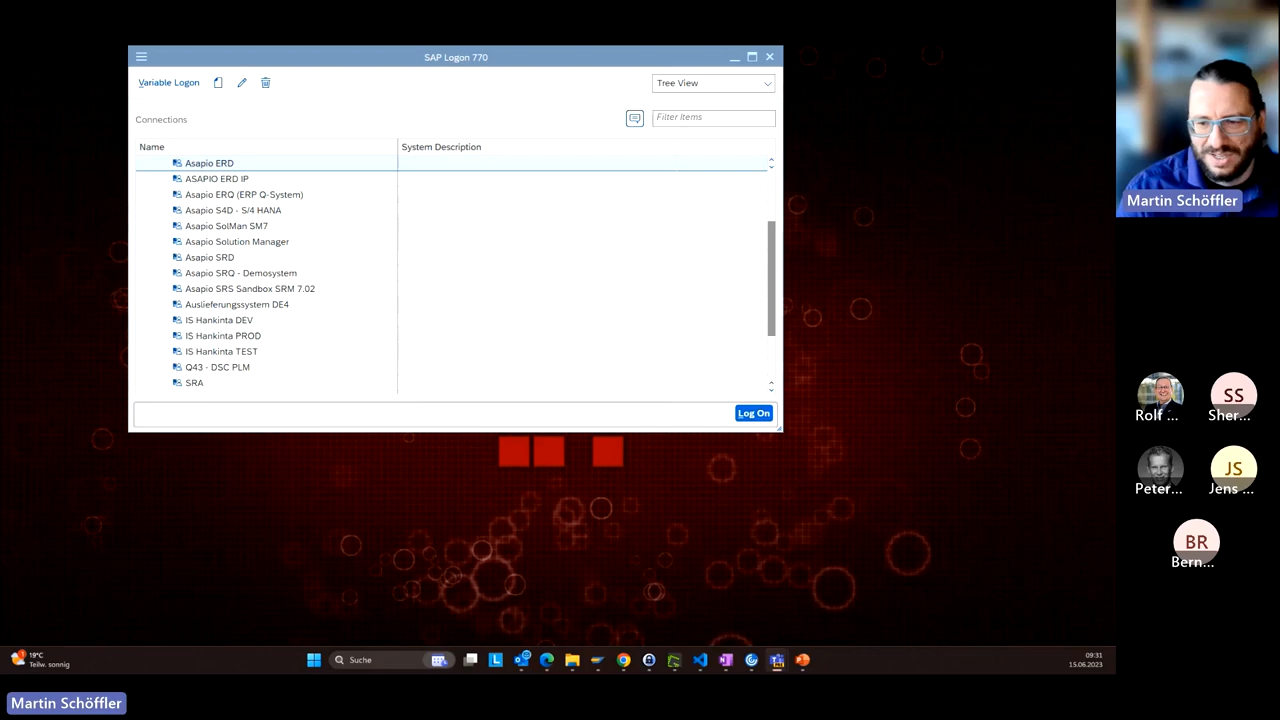 SAP Logon 770
Variable Logon
Tree View
Connections
Filter Items
Name
System Description
Asapio ERD
ASAPIO ERD IP
Asapio ERQ (ERP Q-System)
Asapio S4D - S/4 HANA
Asapio SolMan SM7
Asapio Solution Manager
Asapio SRD
Asapio SRQ - Demosystem
Asapio SRS Sandbox SRM 7.02
Auslieferungssystem DE4
IS Hankinta DEV
IS Hankinta PROD
IS Hankinta TEST
Q43 - DSC PLM
SRA
Log On
Martin Schöffler
Rolf ...
SS
Sher...
Peter...
JS
Jens ...
BR
Bern...
1
19°C
Teilw. sonnig
Suche
L
09:31
15.06.2023
Martin Schöffler